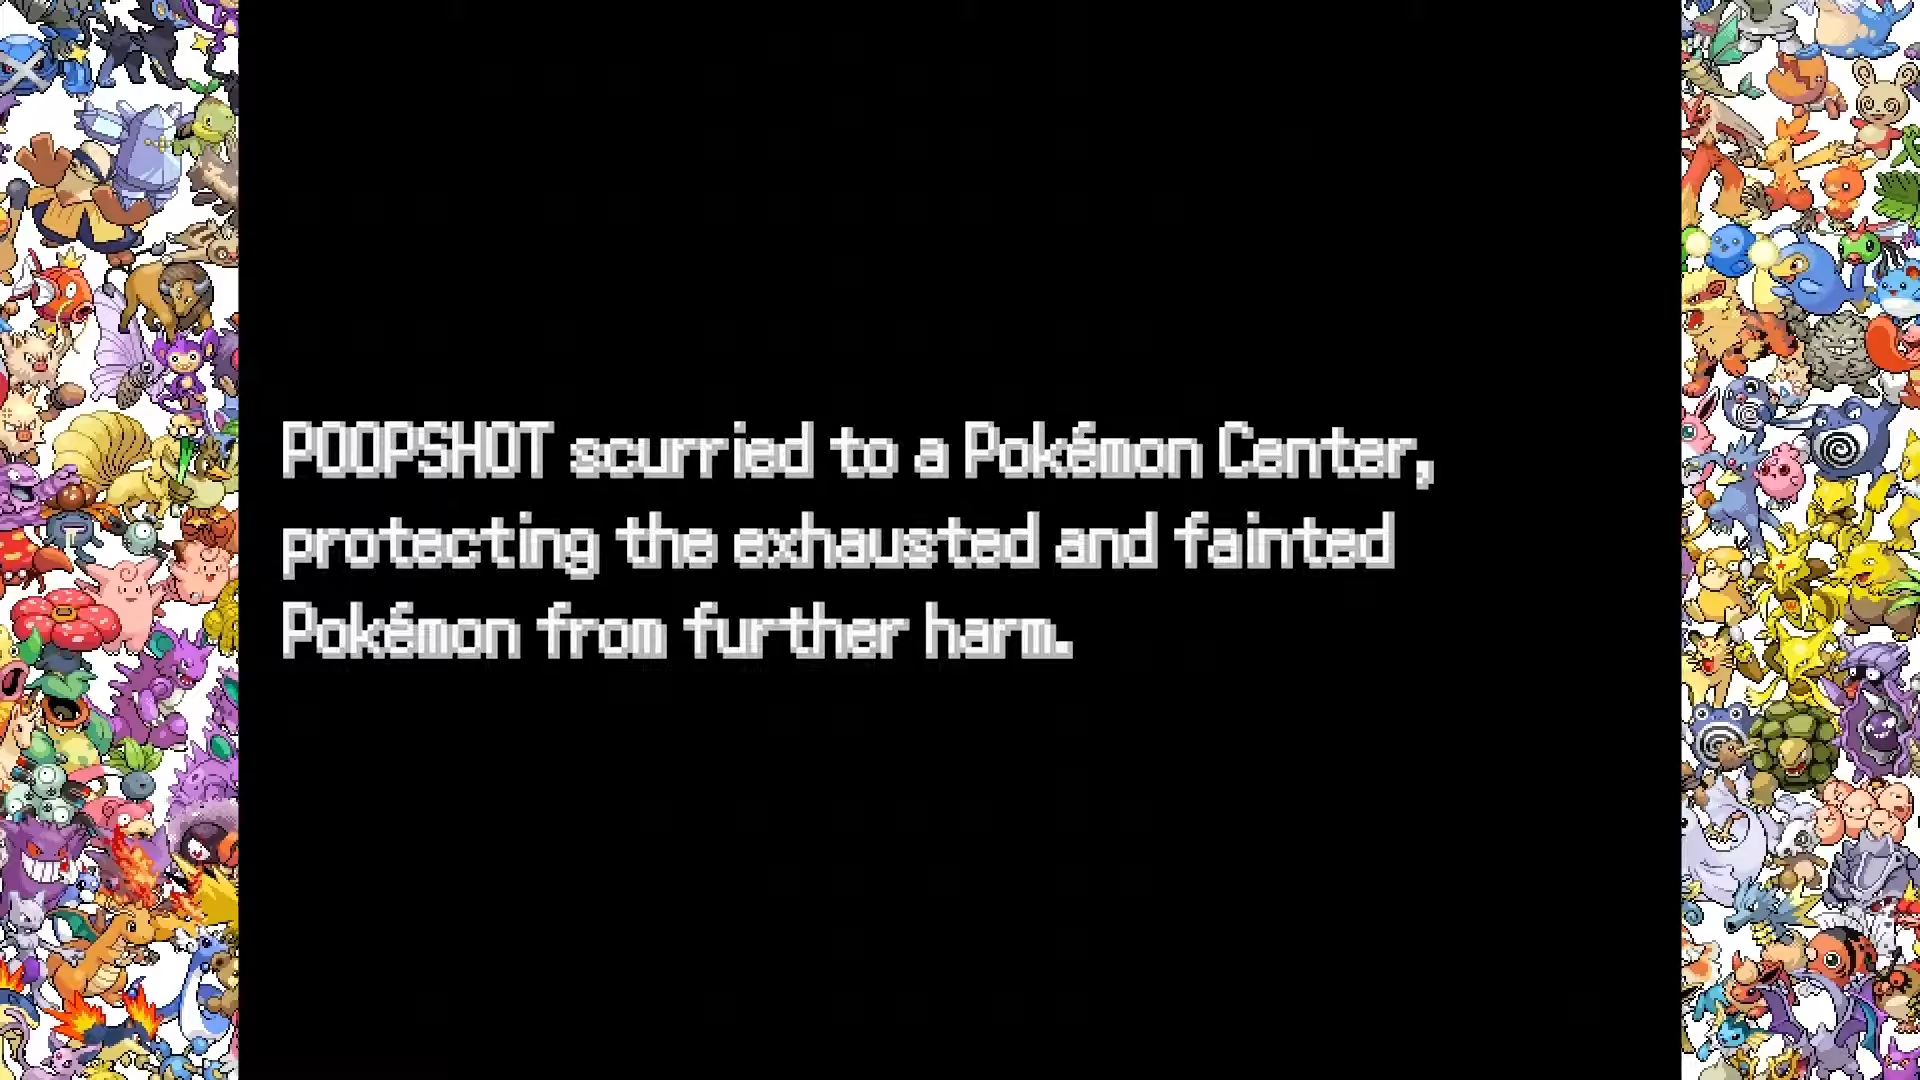 POOPSHOT scurried to a Pokémon Center,
protecting the exhausted and fainted
Pokémon from further harm.